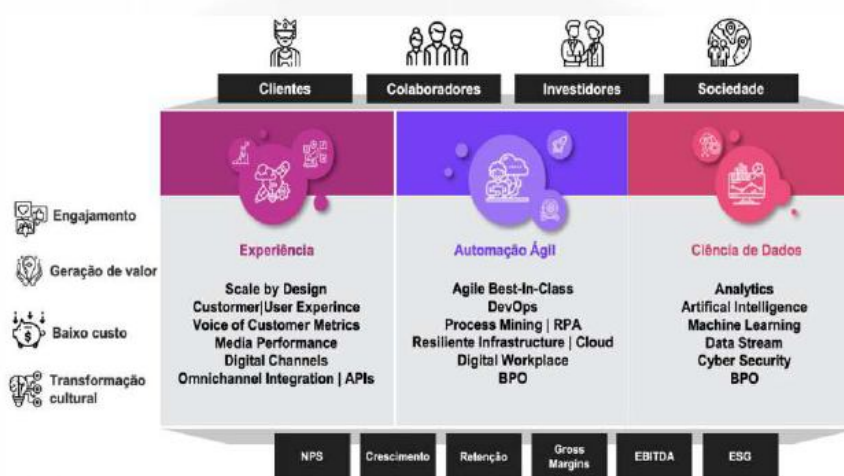 Clientes
Colaboradores
Investidores
Sociedade
Engajamento
Geração de valor
Baixo custo
Transformação
cultural
Experiência
Scale by Design
Custormer|User Experince
Voice of Customer Metrics
Media Performance
Digital Channels
Omnichannel Integration | APIs
Automação Ágil
Agile Best-In-Class
DevOps
Process Mining | RPA
Resiliente Infrastructure | Cloud
Digital Workplace
BPO
Ciência de Dados
Analytics
Artifical Intelligence
Machine Learning
Data Stream
Cyber Security
BPO
NPS
Crescimento
Retenção
Gross
Margins
EBITDA
ESG